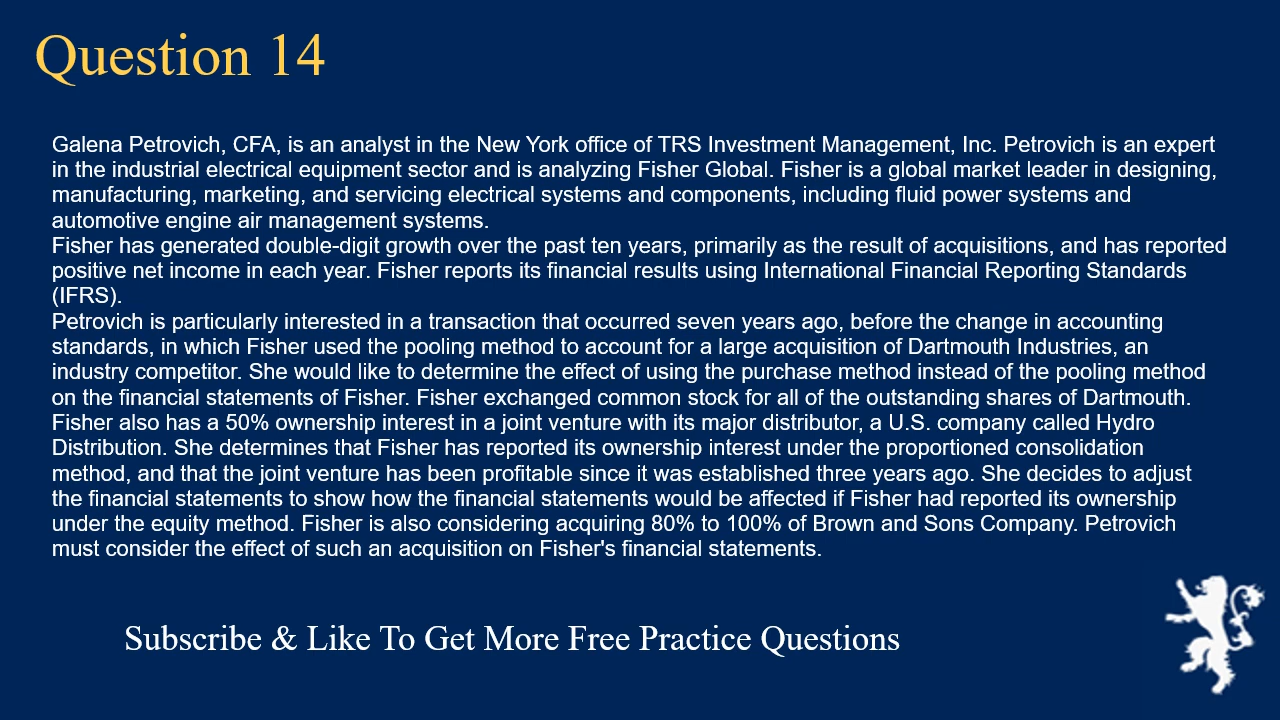 Question 14
Galena Petrovich, CFA, is an analyst in the New York office of TRS Investment Management, Inc. Petrovich is an expert
in the industrial electrical equipment sector and is analyzing Fisher Global. Fisher is a global market leader in designing,
manufacturing, marketing, and servicing electrical systems and components, including fluid power systems and
automotive engine air management systems.
Fisher has generated double-digit growth over the past ten years, primarily as the result of acquisitions, and has reported
positive net income in each year. Fisher reports its financial results using International Financial Reporting Standards
(IFRS).
Petrovich is particularly interested in a transaction that occurred seven years ago, before the change in accounting
standards, in which Fisher used the pooling method to account for a large acquisition of Dartmouth Industries, an
industry competitor. She would like to determine the effect of using the purchase method instead of the pooling method
on the financial statements of Fisher. Fisher exchanged common stock for all of the outstanding shares of Dartmouth.
Fisher also has a 50% ownership interest in a joint venture with its major distributor, a U.S. company called Hydro
Distribution. She determines that Fisher has reported its ownership interest under the proportioned consolidation
method, and that the joint venture has been profitable since it was established three years ago. She decides to adjust
the financial statements to show how the financial statements would be affected if Fisher had reported its ownership
under the equity method. Fisher is also considering acquiring 80% to 100% of Brown and Sons Company. Petrovich
must consider the effect of such an acquisition on Fisher's financial statements.
Subscribe & Like To Get More Free Practice Questions